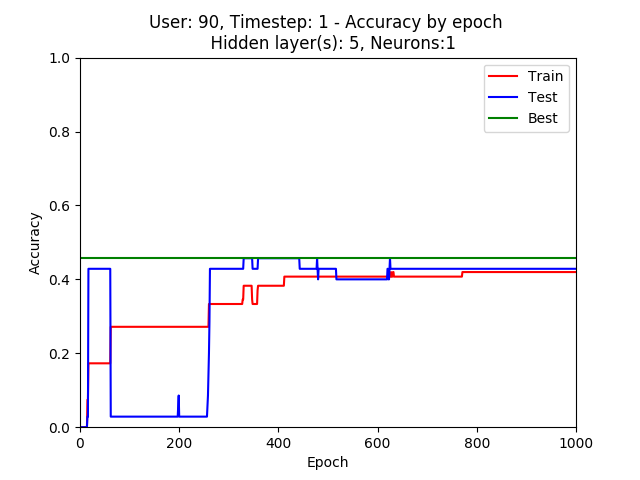 User: 90, Timestep: 1 - Accuracy by epoch
Hidden layer(s): 5, Neurons:1
Train
Test
Best
1.0
0.8
0.6
0.4
0.2
0.0
Accuracy
0
200
400
600
800
1000
Epoch